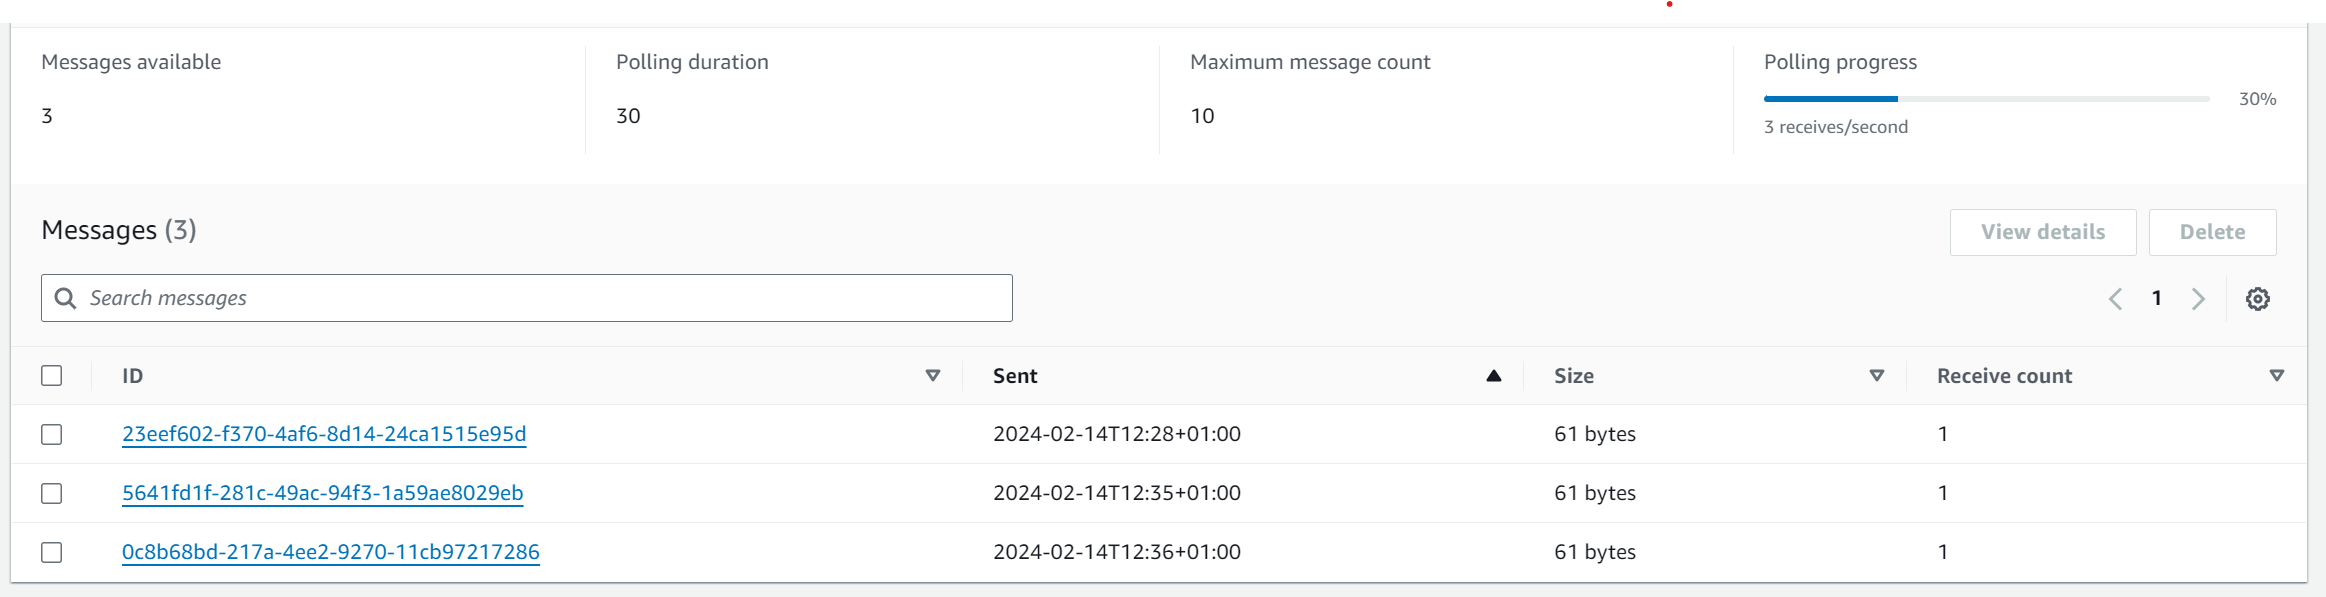 Messages available
3
Polling duration
30
Maximum message count
10
Polling progress
30%
3 receives/second
Messages (3)
View details
Delete
Search messages
1
ID Sent Size Receive count
23eef602-f370-4af6-8d14-24ca1515e95d 2024-02-14T12:28+01:00 61 bytes 1
5641fd1f-281c-49ac-94f3-1a59ae8029eb 2024-02-14T12:35+01:00 61 bytes 1
0c8b68bd-217a-4ee2-9270-11cb97217286 2024-02-14T12:36+01:00 61 bytes 1